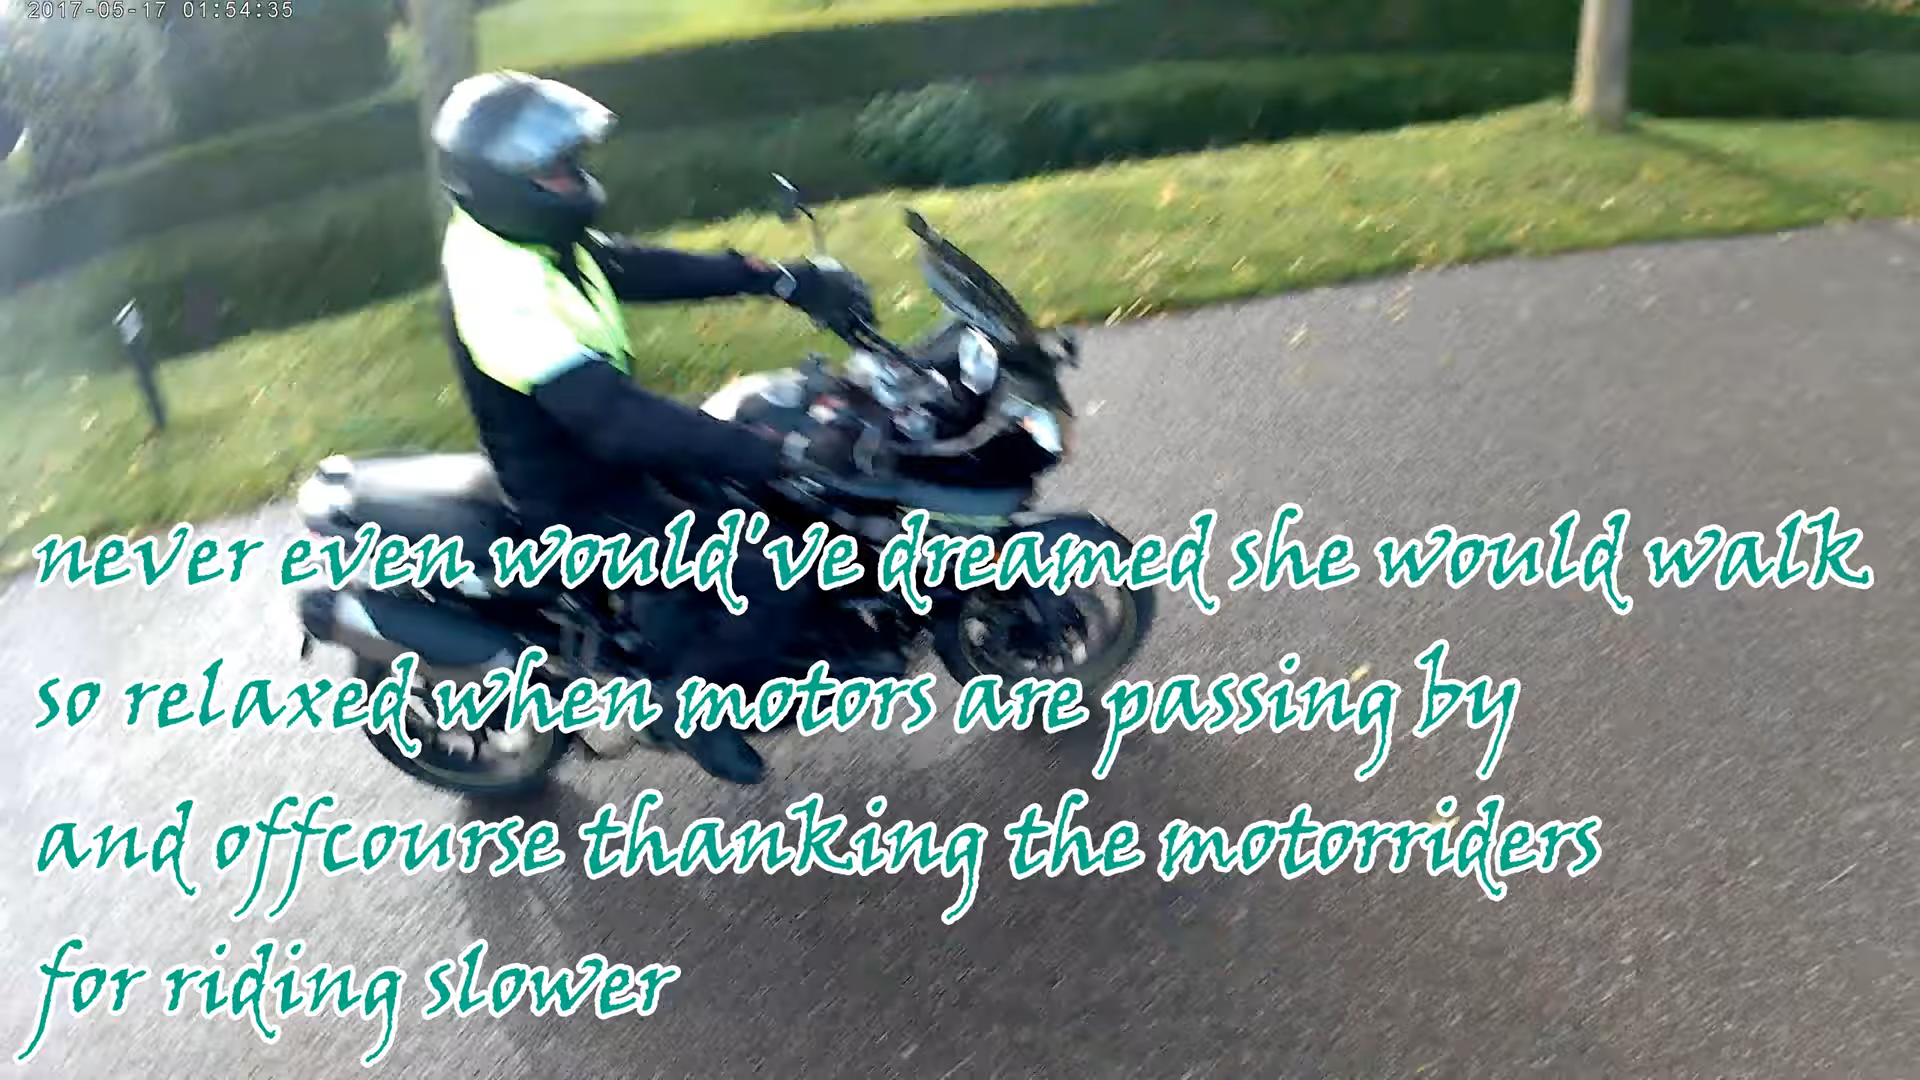 2017-05-17 01:54:35
never even would've dreamed she would walk
so relaxed when motors are passing by
and offcourse thanking the motorriders
for riding slower